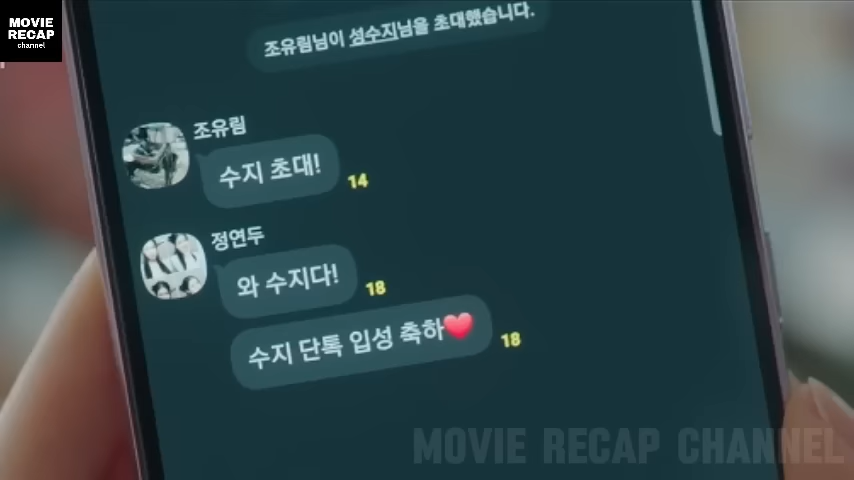 MOVIE
RECAP
channel
조유림님이 성수지님을 초대했습니다.
조유림
수지 초대!
14
정연두
와 수지다!
18
수지 단톡 입성 축하❤️
18
MOVIE RECAP CHANNEL